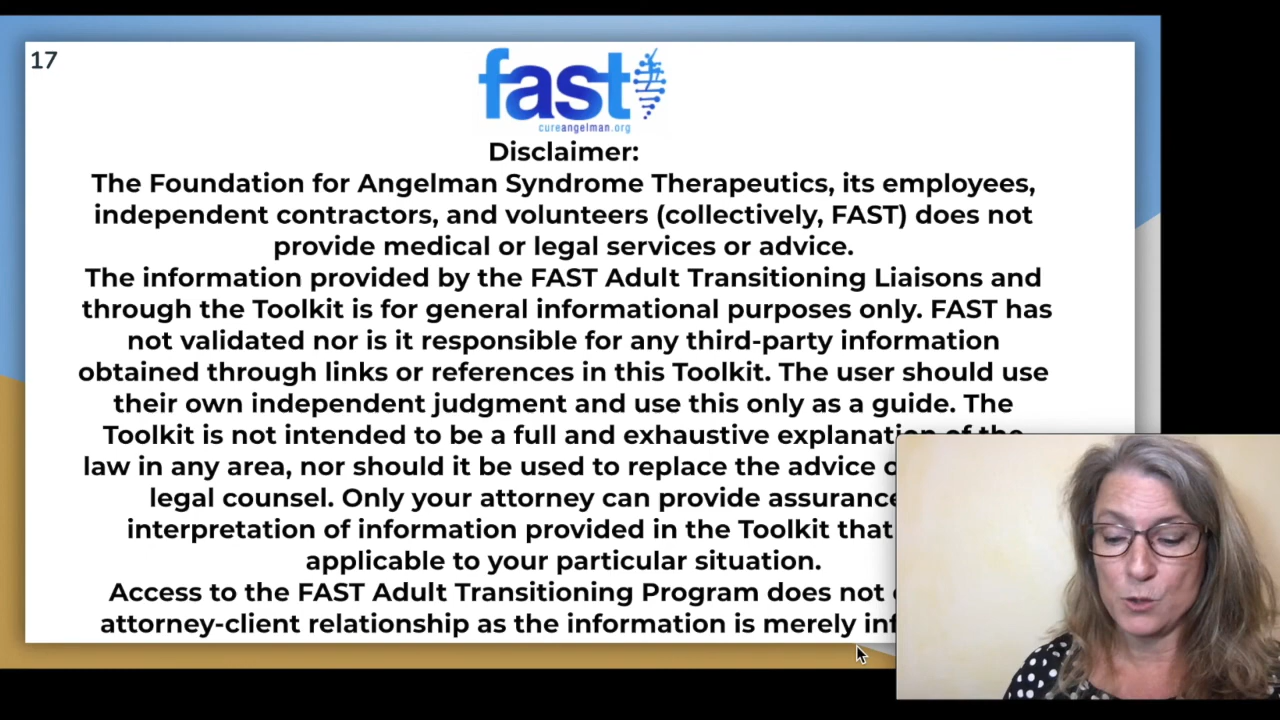 17
fast
cureangelman.org
Disclaimer:
The Foundation for Angelman Syndrome Therapeutics, its employees,
independent contractors, and volunteers (collectively, FAST) does not
provide medical or legal services or advice.
The information provided by the FAST Adult Transitioning Liaisons and
through the Toolkit is for general informational purposes only. FAST has
not validated nor is it responsible for any third-party information
obtained through links or references in this Toolkit. The user should use
their own independent judgment and use this only as a guide. The
Toolkit is not intended to be a full and exhaustive explanation of the
law in any area, nor should it be used to replace the advice
legal counsel. Only your attorney can provide
interpretation of information provided in the Toolkit that
applicable to your particular situation.
Access to the FAST Adult Transitioning Program does not
attorney-client relationship as the information is merely